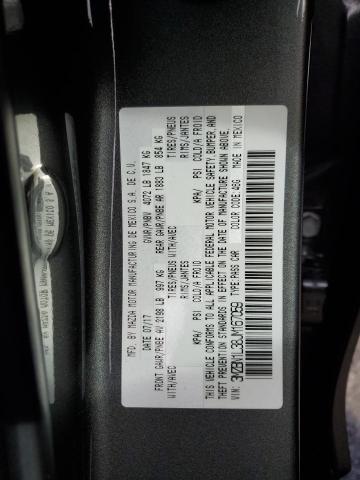 MFT. BY MAZDA MOTOR MANUFACTURING DE MEXICO S.A. DE C.V.
DATE 07/17 GVWR/PNBV 4072 LB 1847 KG
FRONT GAWR/PNBE AV 2198 LB 997 KG REAR GAWR/PNBE AR 1883 LB 854 KG
WITH/AVEC TIRES/PNEUS WITH/AVEC TIRES/PNEUS
RIMS/JANTES RIMS/JANTES
KPA/ PSI COLD/A FROID KPA/ PSI COLD/A FROID
THIS VEHICLE CONFORMS TO ALL APPLICABLE FEDERAL MOTOR VEHICLE SAFETY, BUMPER, AND
THEFT PREVENTION STANDARDS IN EFFECT ON THE DATE OF MANUFACTURE SHOWN ABOVE.
MADE IN MEXICO
VIN: 3MZBN1L33JM167059 TYPE:PASS CAR COLOR CODE:46G